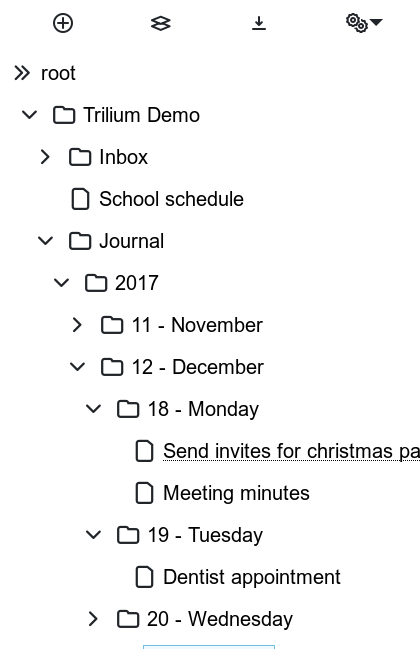 root
Trilium Demo
Inbox
School schedule
Journal
2017
11 - November
12 - December
18 - Monday
Send invites for christmas pa
Meeting minutes
19 - Tuesday
Dentist appointment
20 - Wednesday